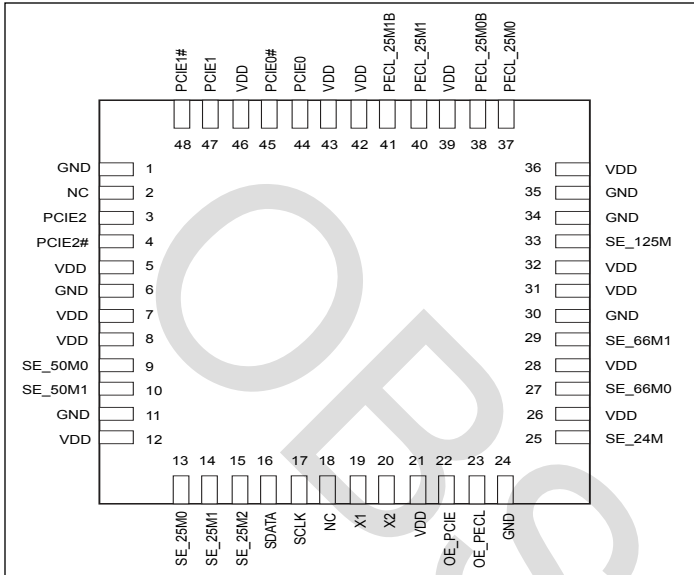 PCIE1#
PCIE1
VDD
PCIE0#
PCIE0
VDD
VDD
PECL_25M1B
PECL_25M1
VDD
PECL_25M0B
PECL_25M0
48 47 46 45 44 43 42 41 40 39 38 37
GND 1
NC 2
PCIE2 3
PCIE2# 4
VDD 5
GND 6
VDD 7
VDD 8
SE_50M0 9
SE_50M1 10
GND 11
VDD 12
36 VDD
35 GND
34 GND
33 SE_125M
32 VDD
31 VDD
30 GND
29 SE_66M1
28 VDD
27 SE_66M0
26 VDD
25 SE_24M
13 14 15 16 17 18 19 20 21 22 23 24
SE_25M0
SE_25M1
SE_25M2
SDATA
SCLK
NC
X1
X2
VDD
OE_PCIE
OE_PECL
GND
OBS